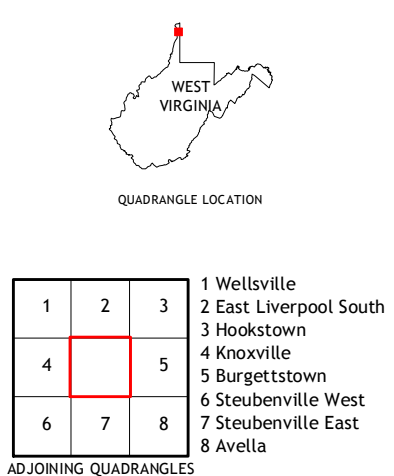 WEST
VIRGINIA
QUADRANGLE LOCATION
1 2 3
4 5
6 7 8
1 Wellsville
2 East Liverpool South
3 Hookstown
4 Knoxville
5 Burgettstown
6 Steubenville West
7 Steubenville East
8 Avella
ADJOINING QUADRANGLES